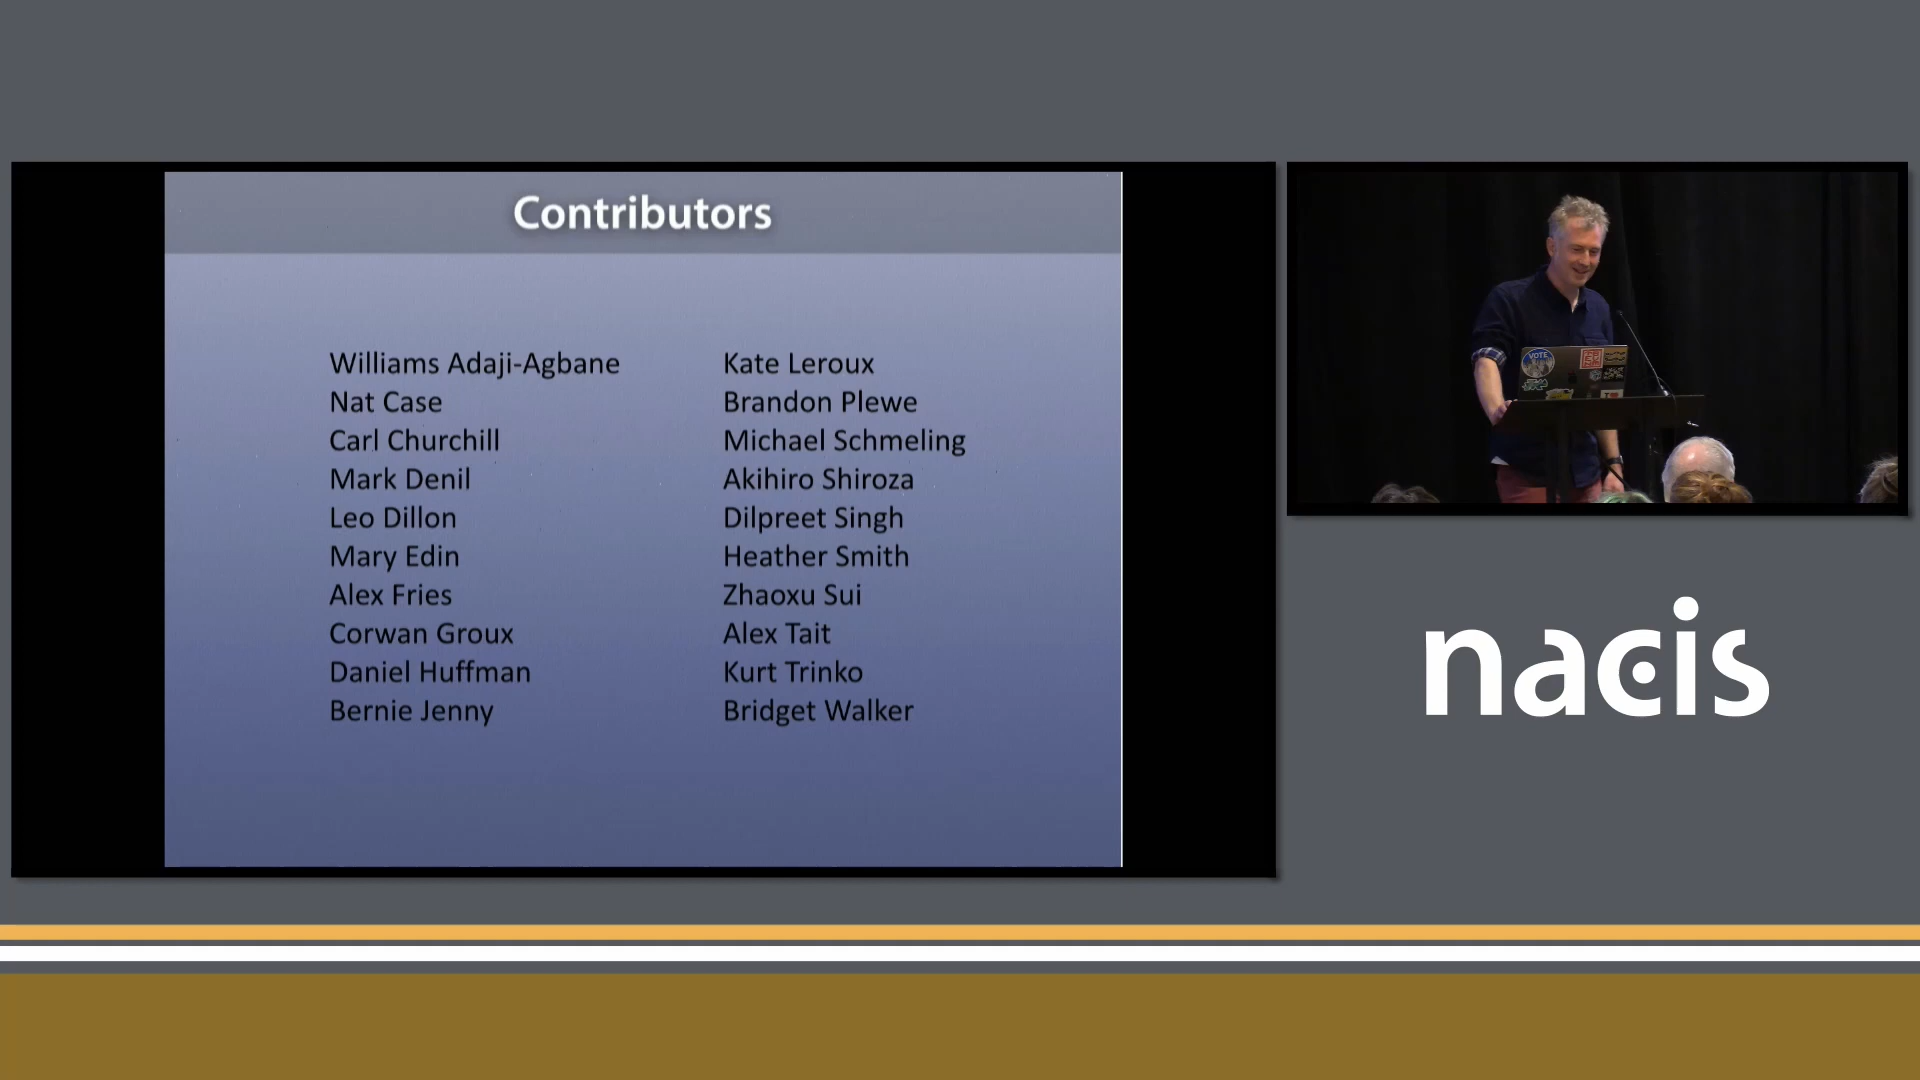 Contributors
Williams Adaji-Agbane
Nat Case
Carl Churchill
Mark Denil
Leo Dillon
Mary Edin
Alex Fries
Corwan Groux
Daniel Huffman
Bernie Jenny
Kate Leroux
Brandon Plewe
Michael Schmeling
Akihiro Shiroza
Dilpreet Singh
Heather Smith
Zhaoxu Sui
Alex Tait
Kurt Trinko
Bridget Walker
VOTE
nacis